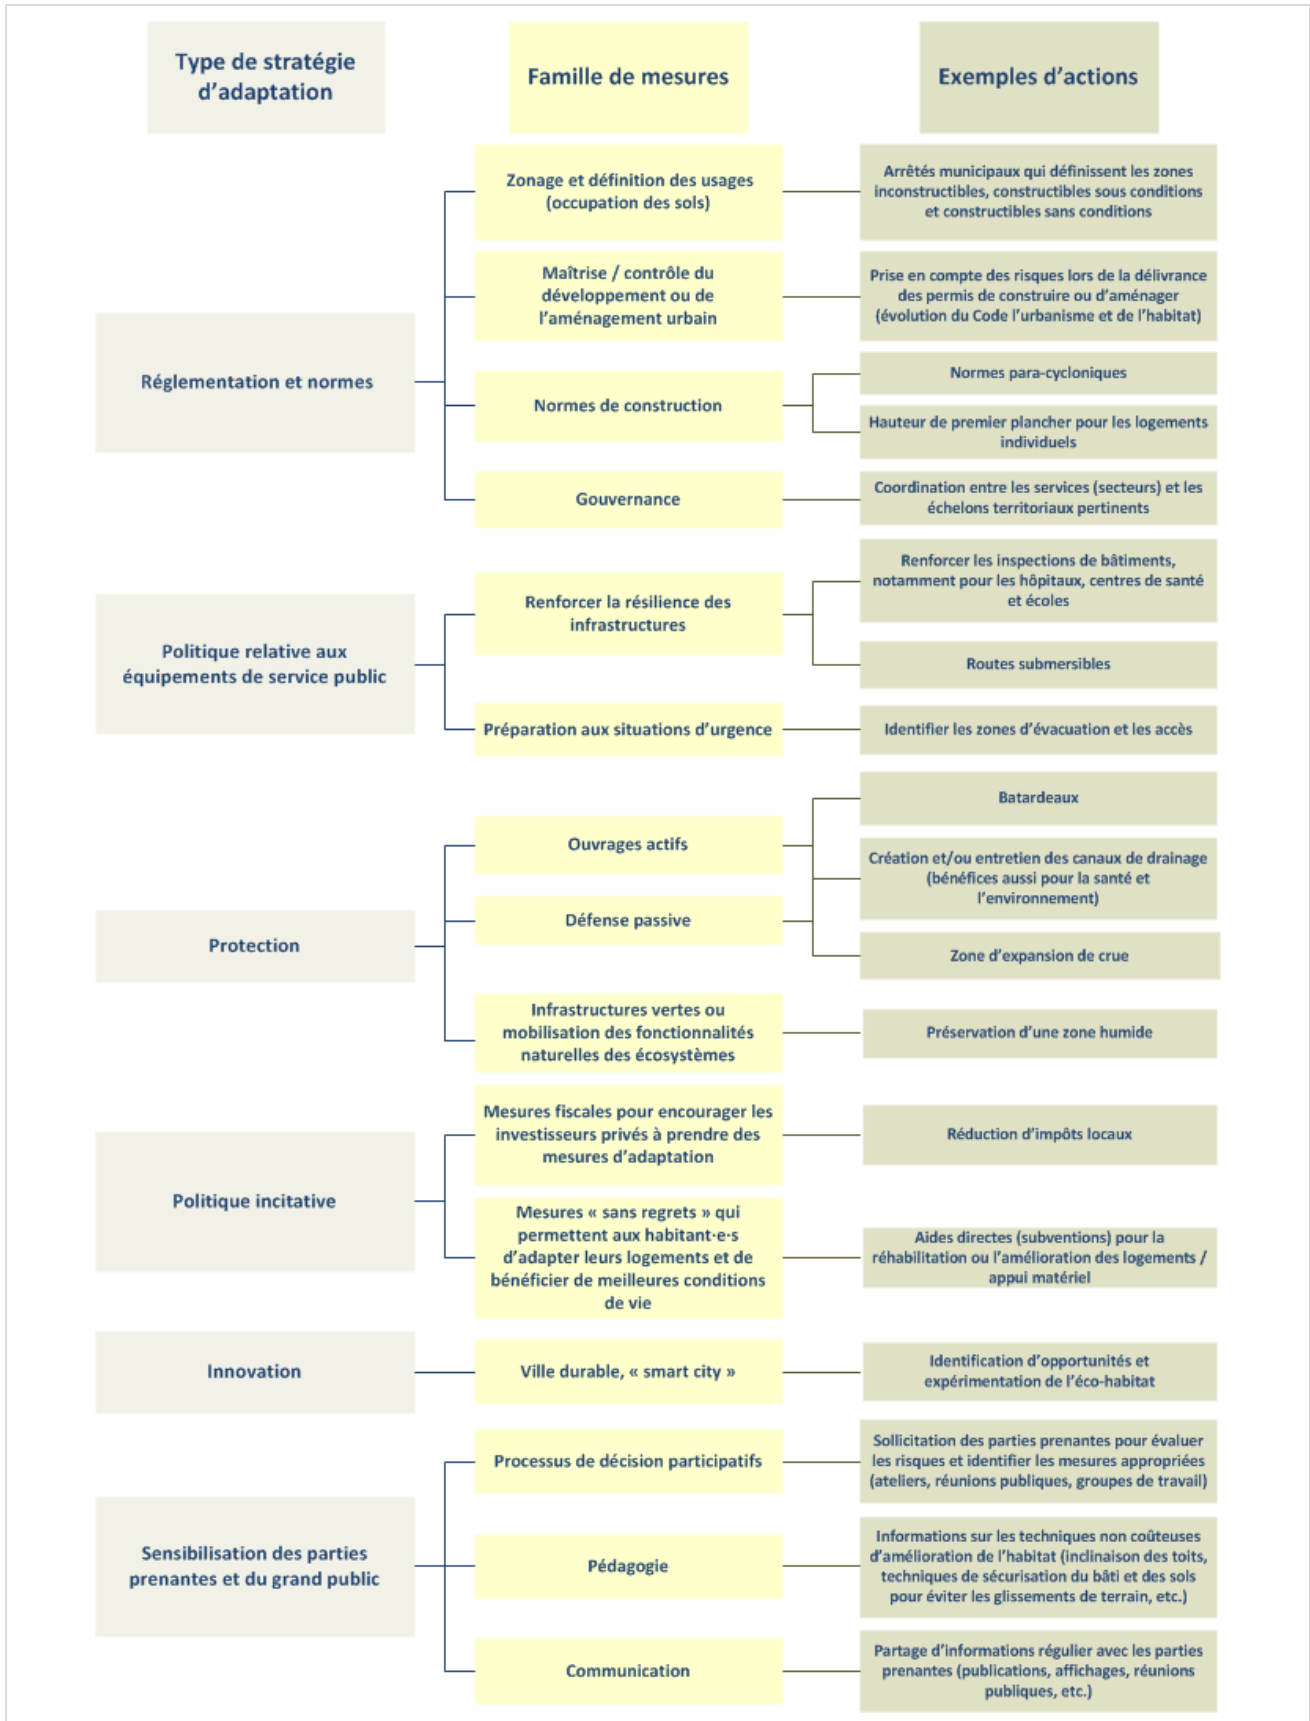 Type de stratégie
d’adaptation
Famille de mesures
Exemples d’actions
Réglementation et normes
Zonage et définition des usages
(occupation des sols)
Arrêtés municipaux qui définissent les zones
inconstructibles, constructibles sous conditions
et constructibles sans conditions
Maîtrise / contrôle du
développement ou de
l’aménagement urbain
Prise en compte des risques lors de la délivrance
des permis de construire ou d’aménager
(évolution du Code l’urbanisme et de l’habitat)
Normes de construction
Normes para-cycloniques
Hauteur de premier plancher pour les logements
individuels
Gouvernance
Coordination entre les services (secteurs) et les
échelons territoriaux pertinents
Politique relative aux
équipements de service public
Renforcer la résilience des
infrastructures
Renforcer les inspections de bâtiments,
notamment pour les hôpitaux, centres de santé
et écoles
Routes submersibles
Préparation aux situations d’urgence
Identifier les zones d’évacuation et les accès
Protection
Ouvrages actifs
Défense passive
Batardeaux
Création et/ou entretien des canaux de drainage
(bénéfices aussi pour la santé et
l’environnement)
Zone d’expansion de crue
Infrastructures vertes ou
mobilisation des fonctionnalités
naturelles des écosystèmes
Préservation d’une zone humide
Politique incitative
Mesures fiscales pour encourager les
investisseurs privés à prendre des
mesures d’adaptation
Réduction d’impôts locaux
Mesures « sans regrets » qui
permettent aux habitant·e·s
d’adapter leurs logements et de
bénéficier de meilleures conditions
de vie
Aides directes (subventions) pour la
réhabilitation ou l’amélioration des logements /
appui matériel
Innovation
Ville durable, « smart city »
Identification d’opportunités et
expérimentation de l’éco-habitat
Sensibilisation des parties
prenantes et du grand public
Processus de décision participatifs
Sollicitation des parties prenantes pour évaluer
les risques et identifier les mesures appropriées
(ateliers, réunions publiques, groupes de travail)
Pédagogie
Informations sur les techniques non coûteuses
d’amélioration de l’habitat (inclinaison des toits,
techniques de sécurisation du bâti et des sols
pour éviter les glissements de terrain, etc.)
Communication
Partage d’informations régulier avec les parties
prenantes (publications, affichages, réunions
publiques, etc.)